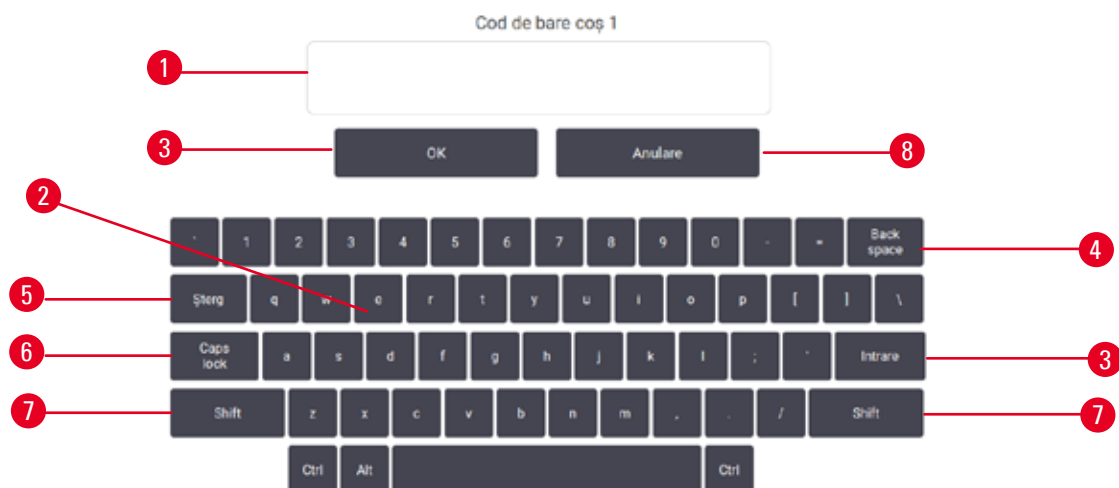 Cod de bare coș 1
1
3 OK Anulare 8
2
` 1 2 3 4 5 6 7 8 9 0 - = Back space 4
5 Șterg q w e r t y u i o p [ ] \
6 Caps lock a s d f g h j k l ; ' Intrare 3
7 Shift z x c v b n m , . / Shift 7
Ctrl Alt Ctrl